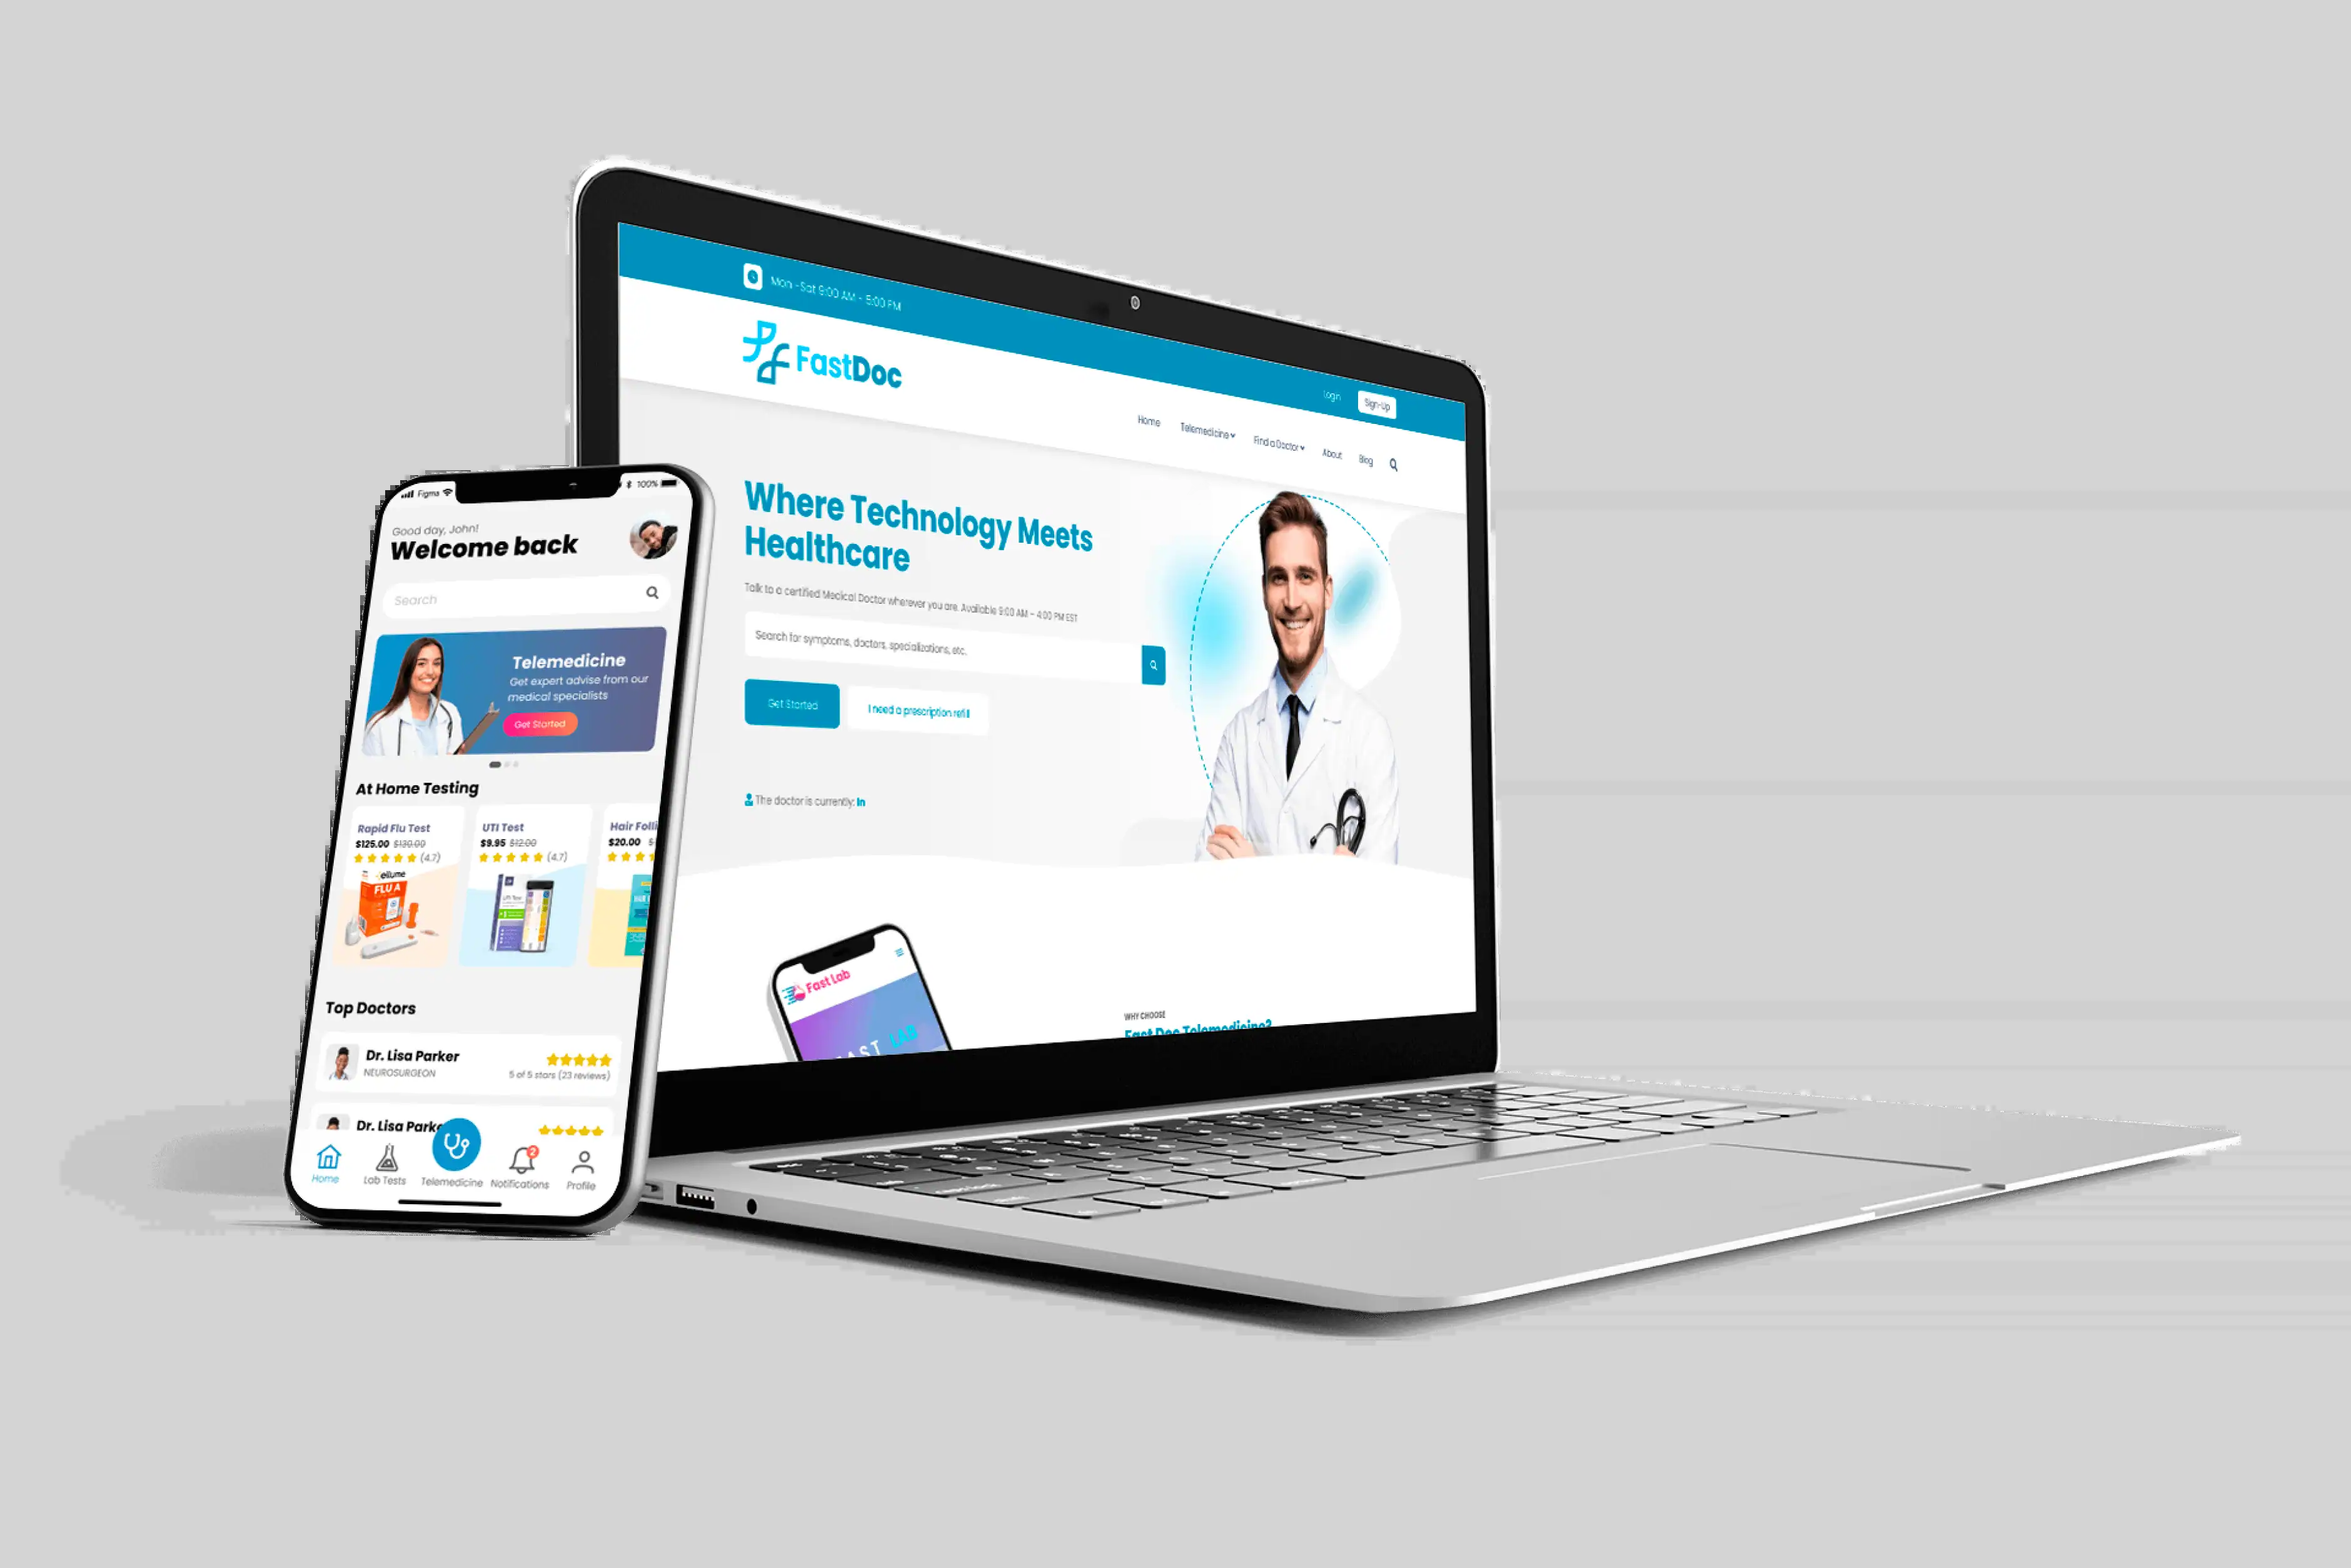 Mon - Sat 9:00 AM - 5:00 PM
Login
Sign-Up
FastDoc
Home
Telemedicine
Find a Doctor
About
Blog
Where Technology Meets
Healthcare
Talk to a certified Medical Doctor wherever you are. Available 9:00 AM – 4:00 PM EST
Search for symptoms, doctors, specializations, etc.
Get Started
I need a prescription refill
The doctor is currently: In
Fast Lab
FAST LAB
WHY CHOOSE
Fast Doc Telemedicine?
Figma
100%
Good day, John!
Welcome back
Search
Telemedicine
Get expert advise from our
medical specialists
Get Started
At Home Testing
Rapid Flu Test
$125.00 $130.00
(4.7)
ellume
FLU A
UTI Test
$9.95 $12.00
(4.7)
UTI Test
Hair Folli
$20.00
Top Doctors
Dr. Lisa Parker
NEUROSURGEON
5 of 5 stars (23 reviews)
Dr. Lisa Parke
2
Home
Lab Tests
Telemedicine
Notifications
Profile